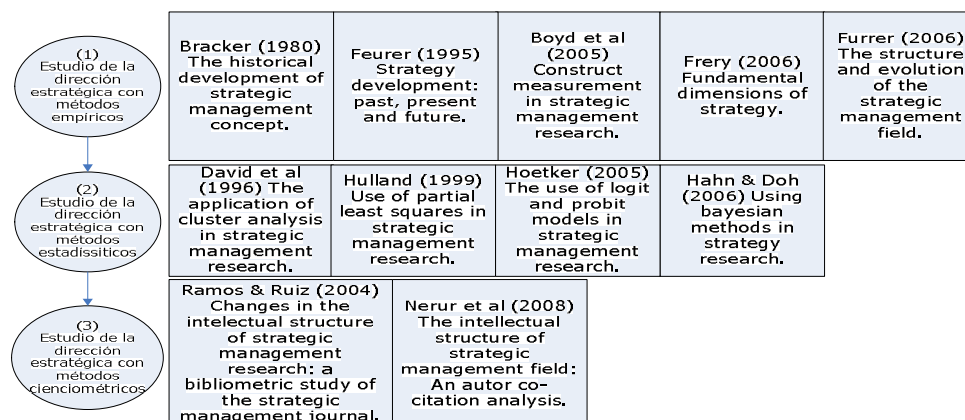 (1)
Estudio de la
dirección
estratégica con
métodos
empíricos
Bracker (1980)
The historical
development of
strategic
management
concept.
Feurer (1995)
Strategy
development:
past, present
and future.
Boyd et al
(2005)
Construct
measurement
in strategic
management
research.
Frery (2006)
Fundamental
dimensions of
strategy.
Furrer (2006)
The structure
and evolution
of the
strategic
management
field.
(2)
Estudio de la
dirección
estratégica con
métodos
estadíssiticos
David et al
(1996) The
application of
cluster analysis
in strategic
management
research.
Hulland (1999)
Use of partial
least squares in
strategic
management
research.
Hoetker (2005)
The use of logit
and probit
models in
strategic
management
research.
Hahn & Doh
(2006) Using
bayesian
methods in
strategy
research.
(3)
Estudio de la
dirección
estratégica con
métodos
cienciométricos
Ramos & Ruiz (2004)
Changes in the
intelectual structure
of strategic
management
research: a
bibliometric study of
the strategic
management journal.
Nerur et al (2008)
The intellectual
structure of
strategic
management field:
An autor co-
citation analysis.